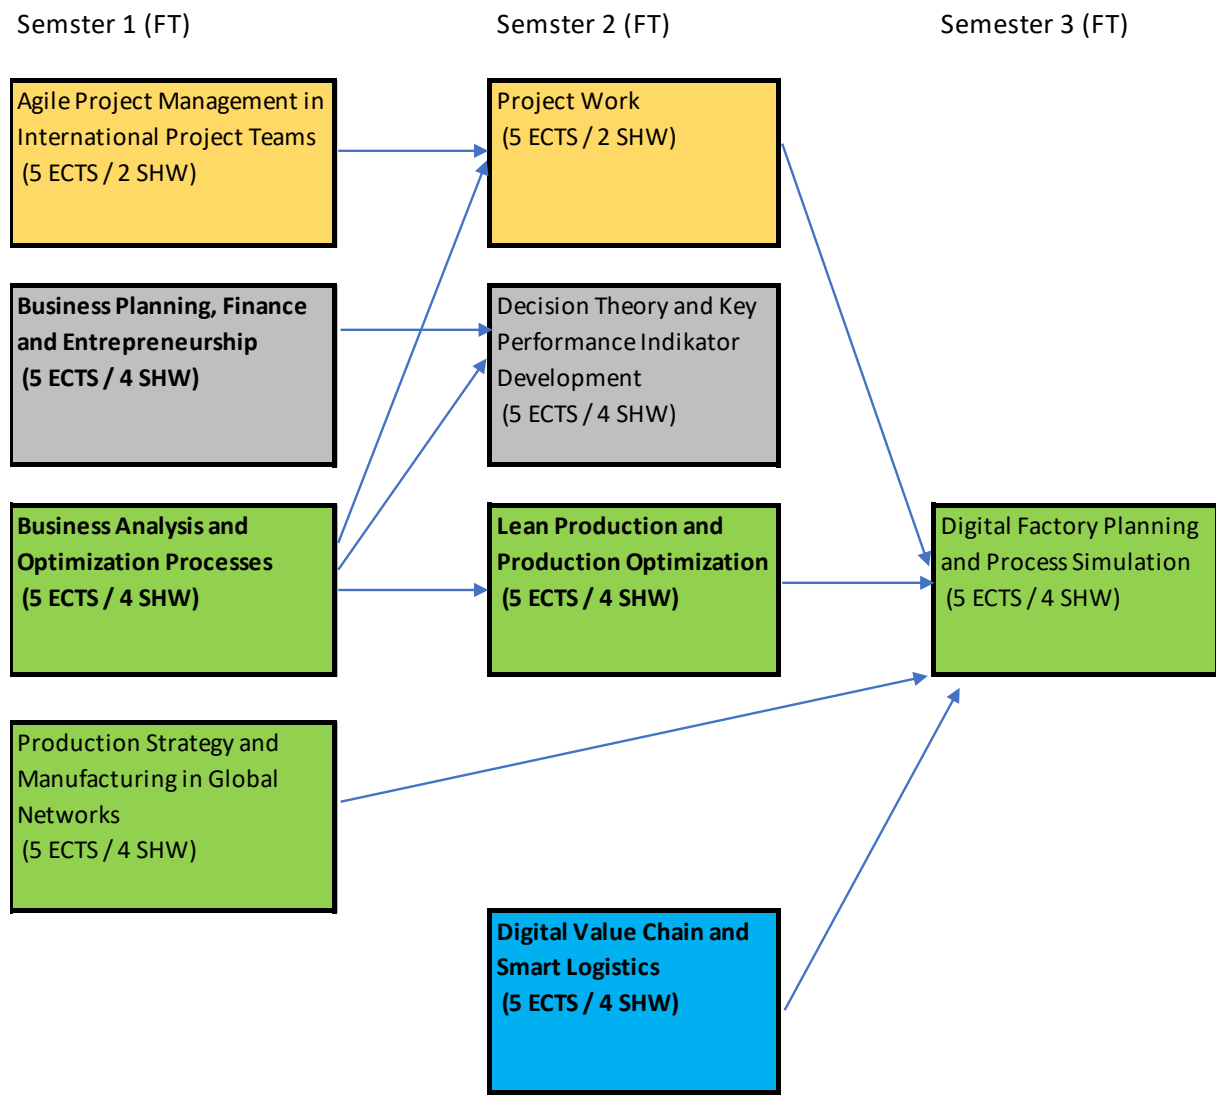 Semster 1 (FT)
Semster 2 (FT)
Semester 3 (FT)
Agile Project Management in
International Project Teams
(5 ECTS / 2 SHW)
Project Work
(5 ECTS / 2 SHW)
Business Planning, Finance
and Entrepreneurship
(5 ECTS / 4 SHW)
Decision Theory and Key
Performance Indikator
Development
(5 ECTS / 4 SHW)
Business Analysis and
Optimization Processes
(5 ECTS / 4 SHW)
Lean Production and
Production Optimization
(5 ECTS / 4 SHW)
Digital Factory Planning
and Process Simulation
(5 ECTS / 4 SHW)
Production Strategy and
Manufacturing in Global
Networks
(5 ECTS / 4 SHW)
Digital Value Chain and
Smart Logistics
(5 ECTS / 4 SHW)